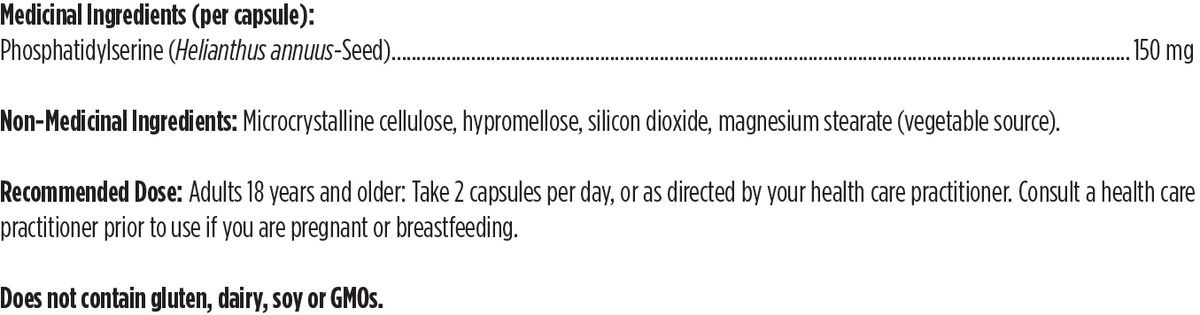 Medicinal Ingredients (per capsule):
Phosphatidylserine (Helianthus annuus-Seed)........................................................................................................................................................ 150 mg
Non-Medicinal Ingredients: Microcrystalline cellulose, hypromellose, silicon dioxide, magnesium stearate (vegetable source).
Recommended Dose: Adults 18 years and older: Take 2 capsules per day, or as directed by your health care practitioner. Consult a health care
practitioner prior to use if you are pregnant or breastfeeding.
Does not contain gluten, dairy, soy or GMOs.